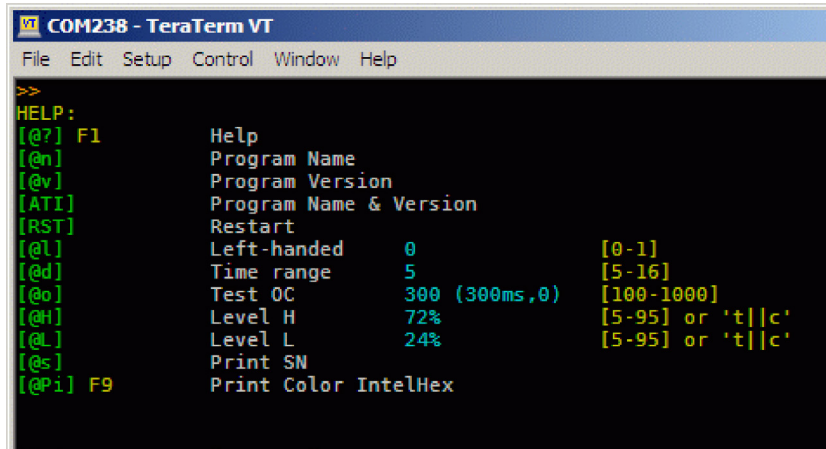 VT COM238 - TeraTerm VT
File Edit Setup Control Window Help
>>
HELP:
[@?] F1 Help
[@n] Program Name
[@v] Program Version
[ATI] Program Name & Version
[RST] Restart
[@l] Left-handed 0 [0-1]
[@d] Time range 5 [5-16]
[@o] Test OC 300 (300ms,0) [100-1000]
[@H] Level H 72% [5-95] or 't||c'
[@L] Level L 24% [5-95] or 't||c'
[@s] Print SN
[@Pi] F9 Print Color IntelHex